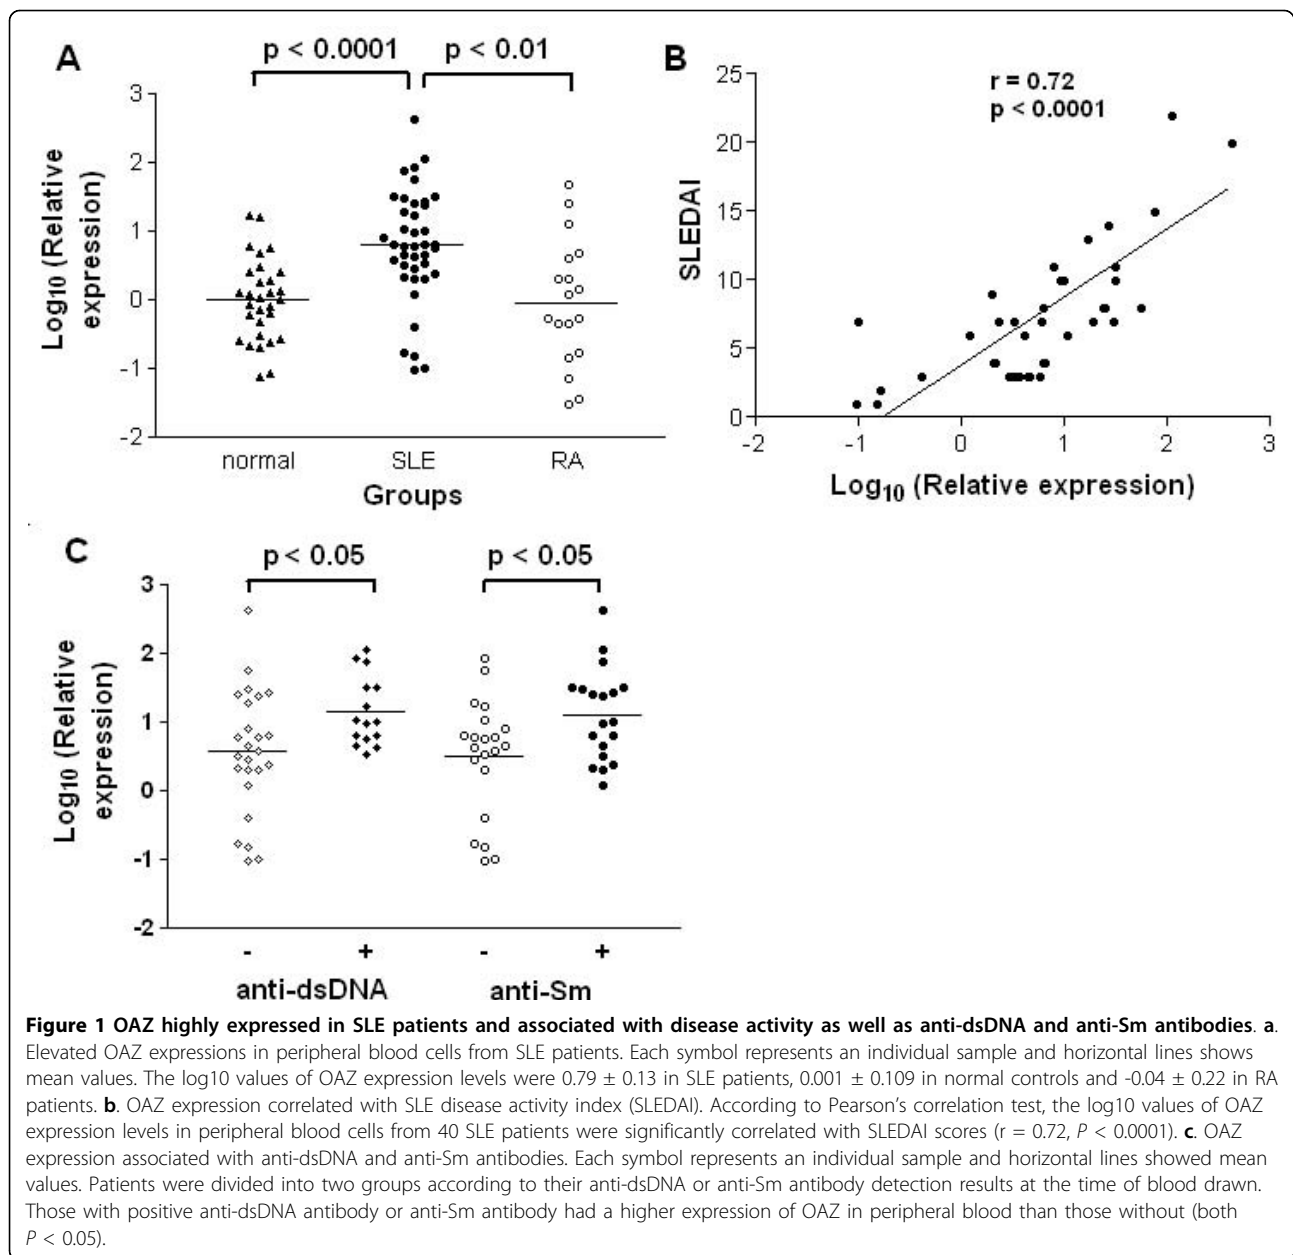 A
p < 0.0001
p < 0.01
3
2
1
0
-1
-2
Log10 (Relative
expression)
normal
SLE
RA
Groups
B
r = 0.72
p < 0.0001
25
20
15
10
5
0
SLEDAI
-2
-1
0
1
2
3
Log10 (Relative expression)
C
p < 0.05
p < 0.05
3
2
1
0
-1
-2
Log10 (Relative
expression)
-
+
-
+
anti-dsDNA
anti-Sm
Figure 1 OAZ highly expressed in SLE patients and associated with disease activity as well as anti-dsDNA and anti-Sm antibodies. a.
Elevated OAZ expressions in peripheral blood cells from SLE patients. Each symbol represents an individual sample and horizontal lines shows
mean values. The log10 values of OAZ expression levels were 0.79 ± 0.13 in SLE patients, 0.001 ± 0.109 in normal controls and -0.04 ± 0.22 in RA
patients. b. OAZ expression correlated with SLE disease activity index (SLEDAI). According to Pearson's correlation test, the log10 values of OAZ
expression levels in peripheral blood cells from 40 SLE patients were significantly correlated with SLEDAI scores (r = 0.72, P < 0.0001). c. OAZ
expression associated with anti-dsDNA and anti-Sm antibodies. Each symbol represents an individual sample and horizontal lines showed mean
values. Patients were divided into two groups according to their anti-dsDNA or anti-Sm antibody detection results at the time of blood drawn.
Those with positive anti-dsDNA antibody or anti-Sm antibody had a higher expression of OAZ in peripheral blood than those without (both
P < 0.05).